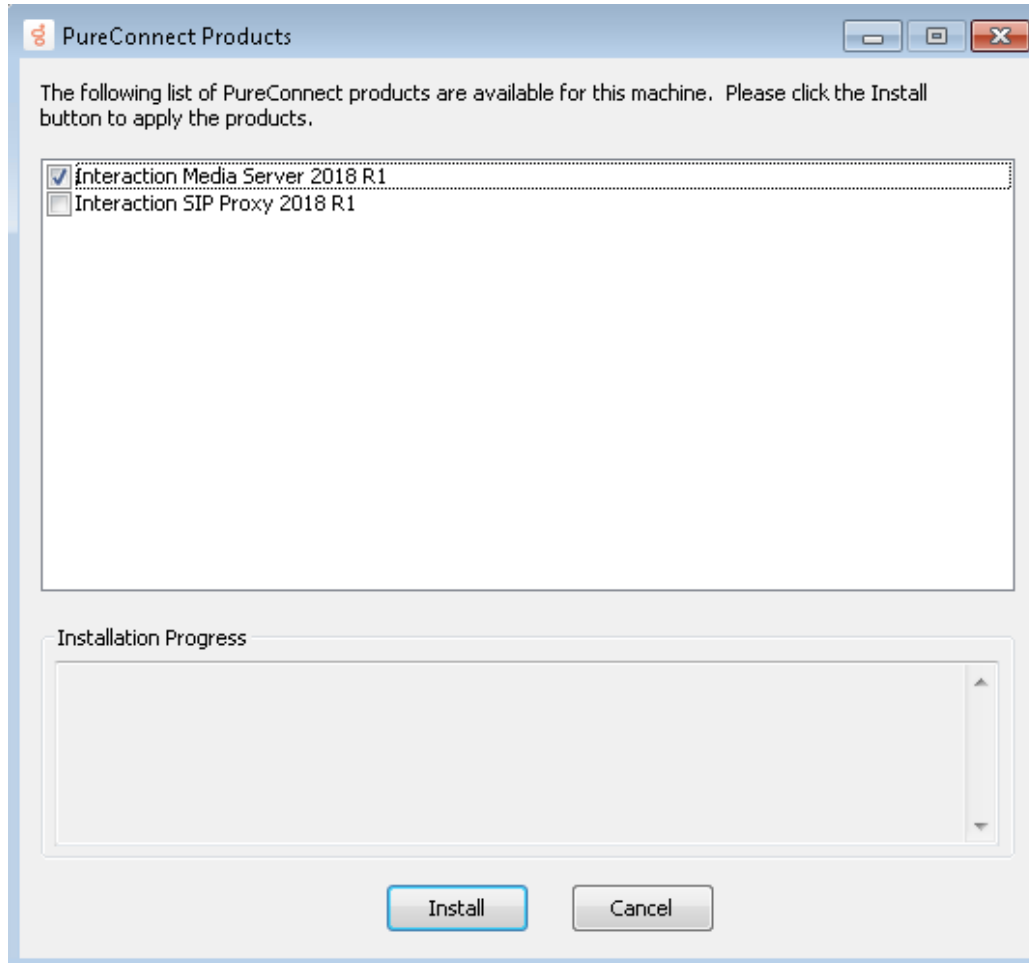 PureConnect Products
The following list of PureConnect products are available for this machine.  Please click the Install
button to apply the products.
Interaction Media Server 2018 R1
Interaction SIP Proxy 2018 R1
Installation Progress
Install
Cancel